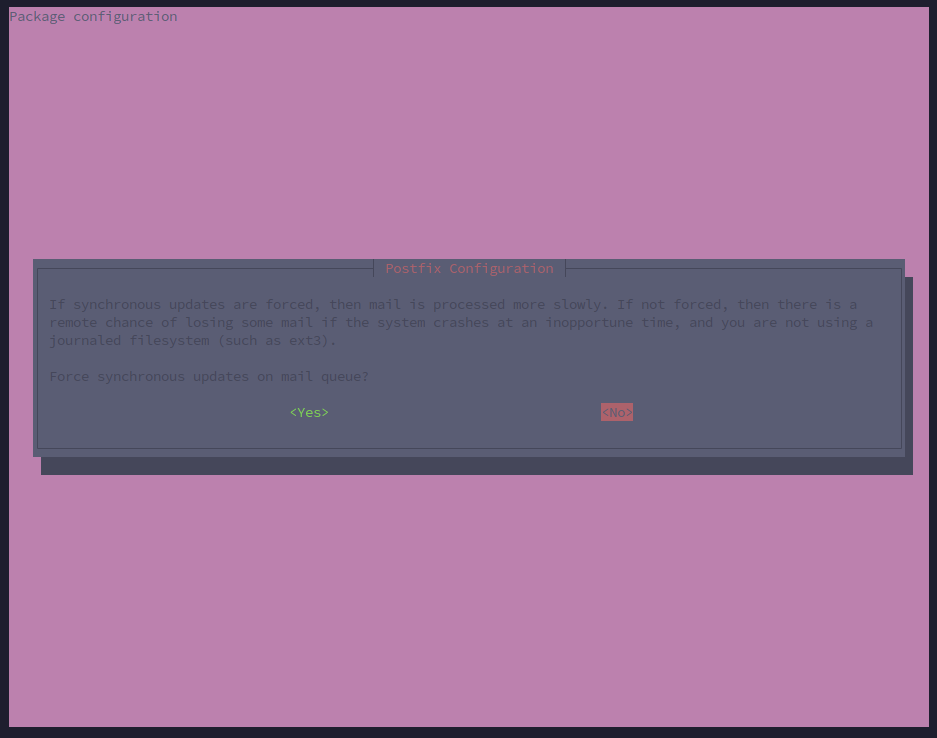 Package configuration
Postfix Configuration
If synchronous updates are forced, then mail is processed more slowly. If not forced, then there is a
remote chance of losing some mail if the system crashes at an inopportune time, and you are not using a
journaled filesystem (such as ext3).
Force synchronous updates on mail queue?
<Yes> <No>